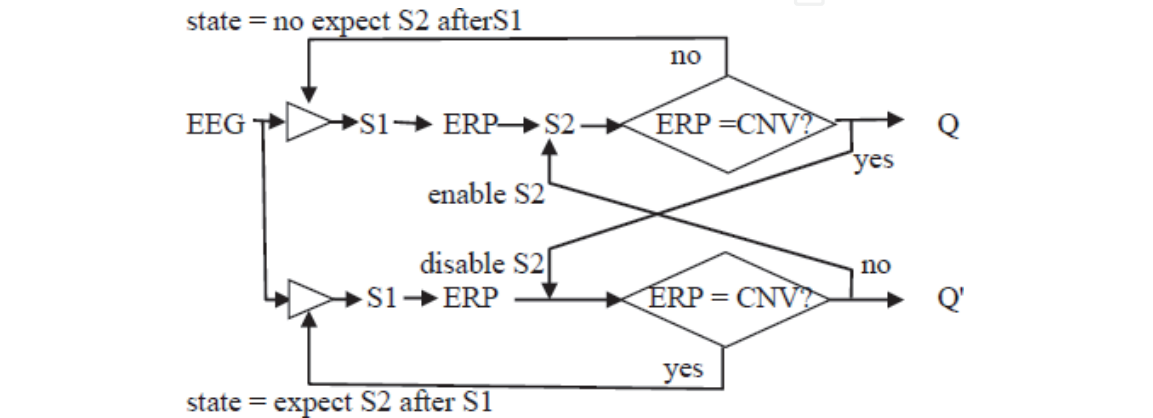 state = no expect S2 afterS1
no
EEG S1 ERP S2 ERP =CNV? Q
yes
enable S2
disable S2
no
S1 ERP ERP = CNV? Q'
yes
state = expect S2 after S1